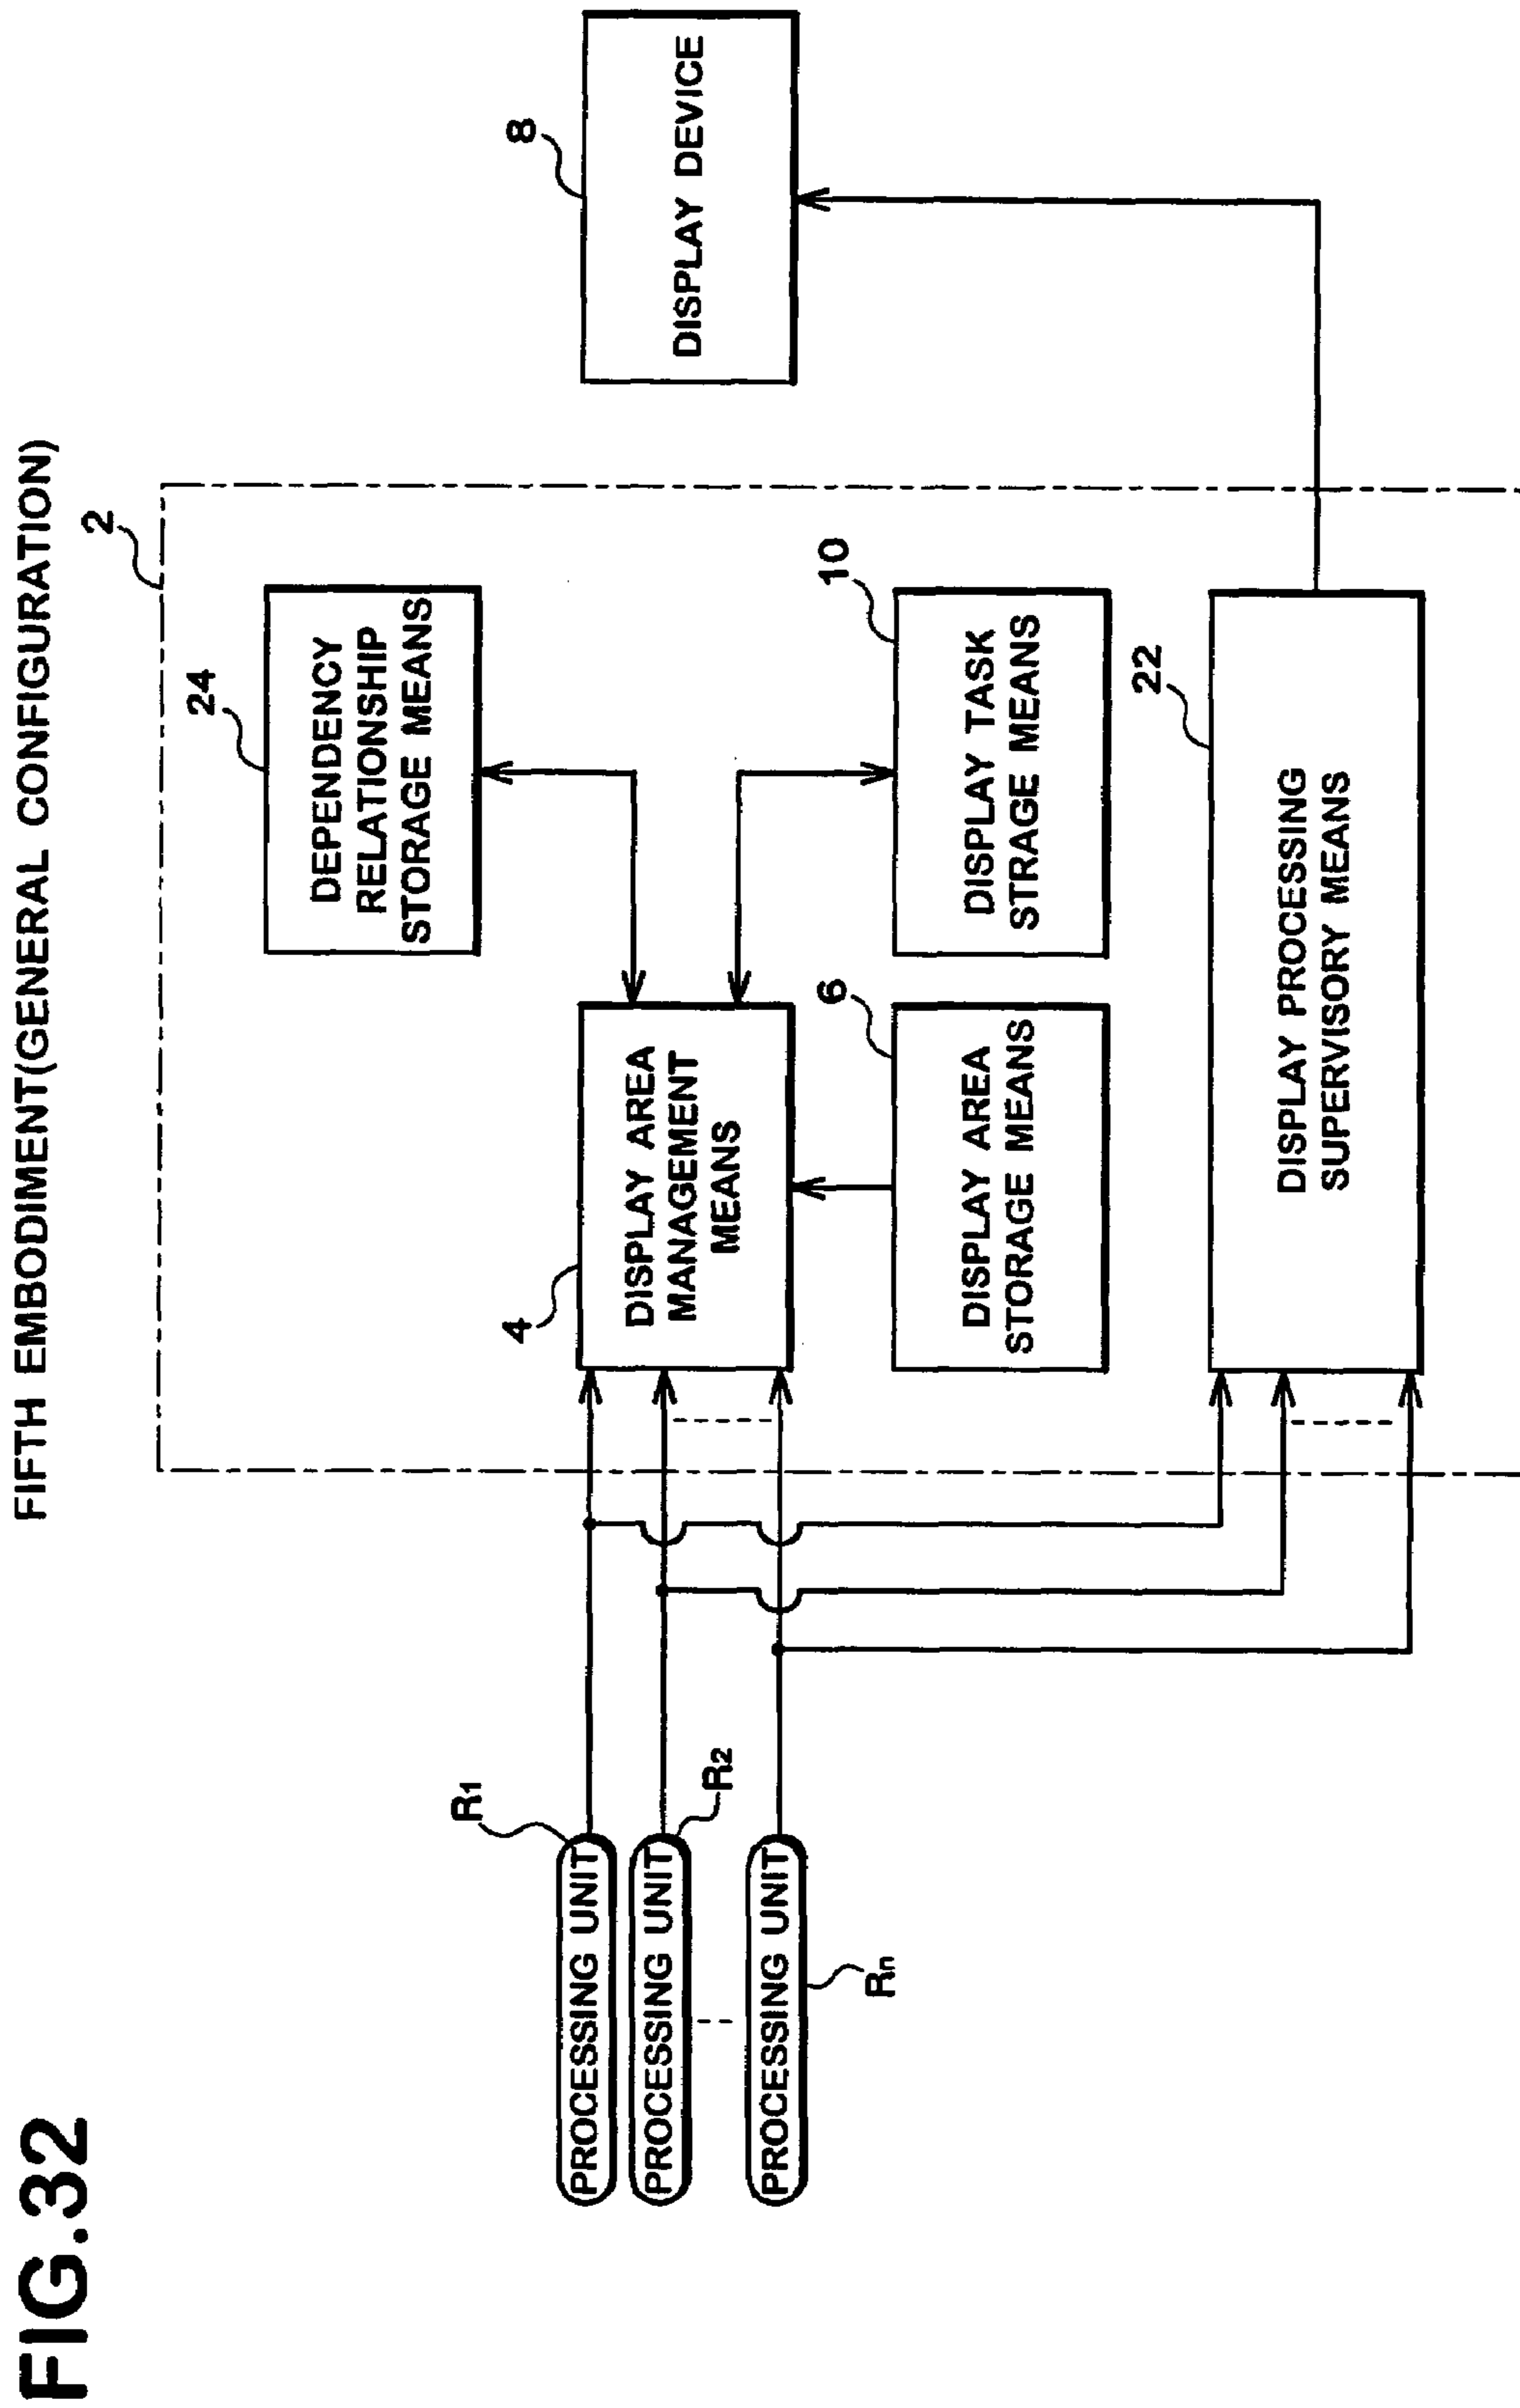 FIG.32
FIFTH EMBODIMENT(GENERAL CONFIGURATION)
2
24
DEPENDENCY
RELATIONSHIP
STORAGE MEANS
8
DISPLAY DEVICE
R1
PROCESSING UNIT
PROCESSING UNIT
R2
PROCESSING UNIT
Rn
4
DISPLAY AREA
MANAGEMENT
MEANS
6
DISPLAY AREA
STORAGE MEANS
10
DISPLAY TASK
STRAGE MEANS
22
DISPLAY PROCESSING
SUPERVISORY MEANS